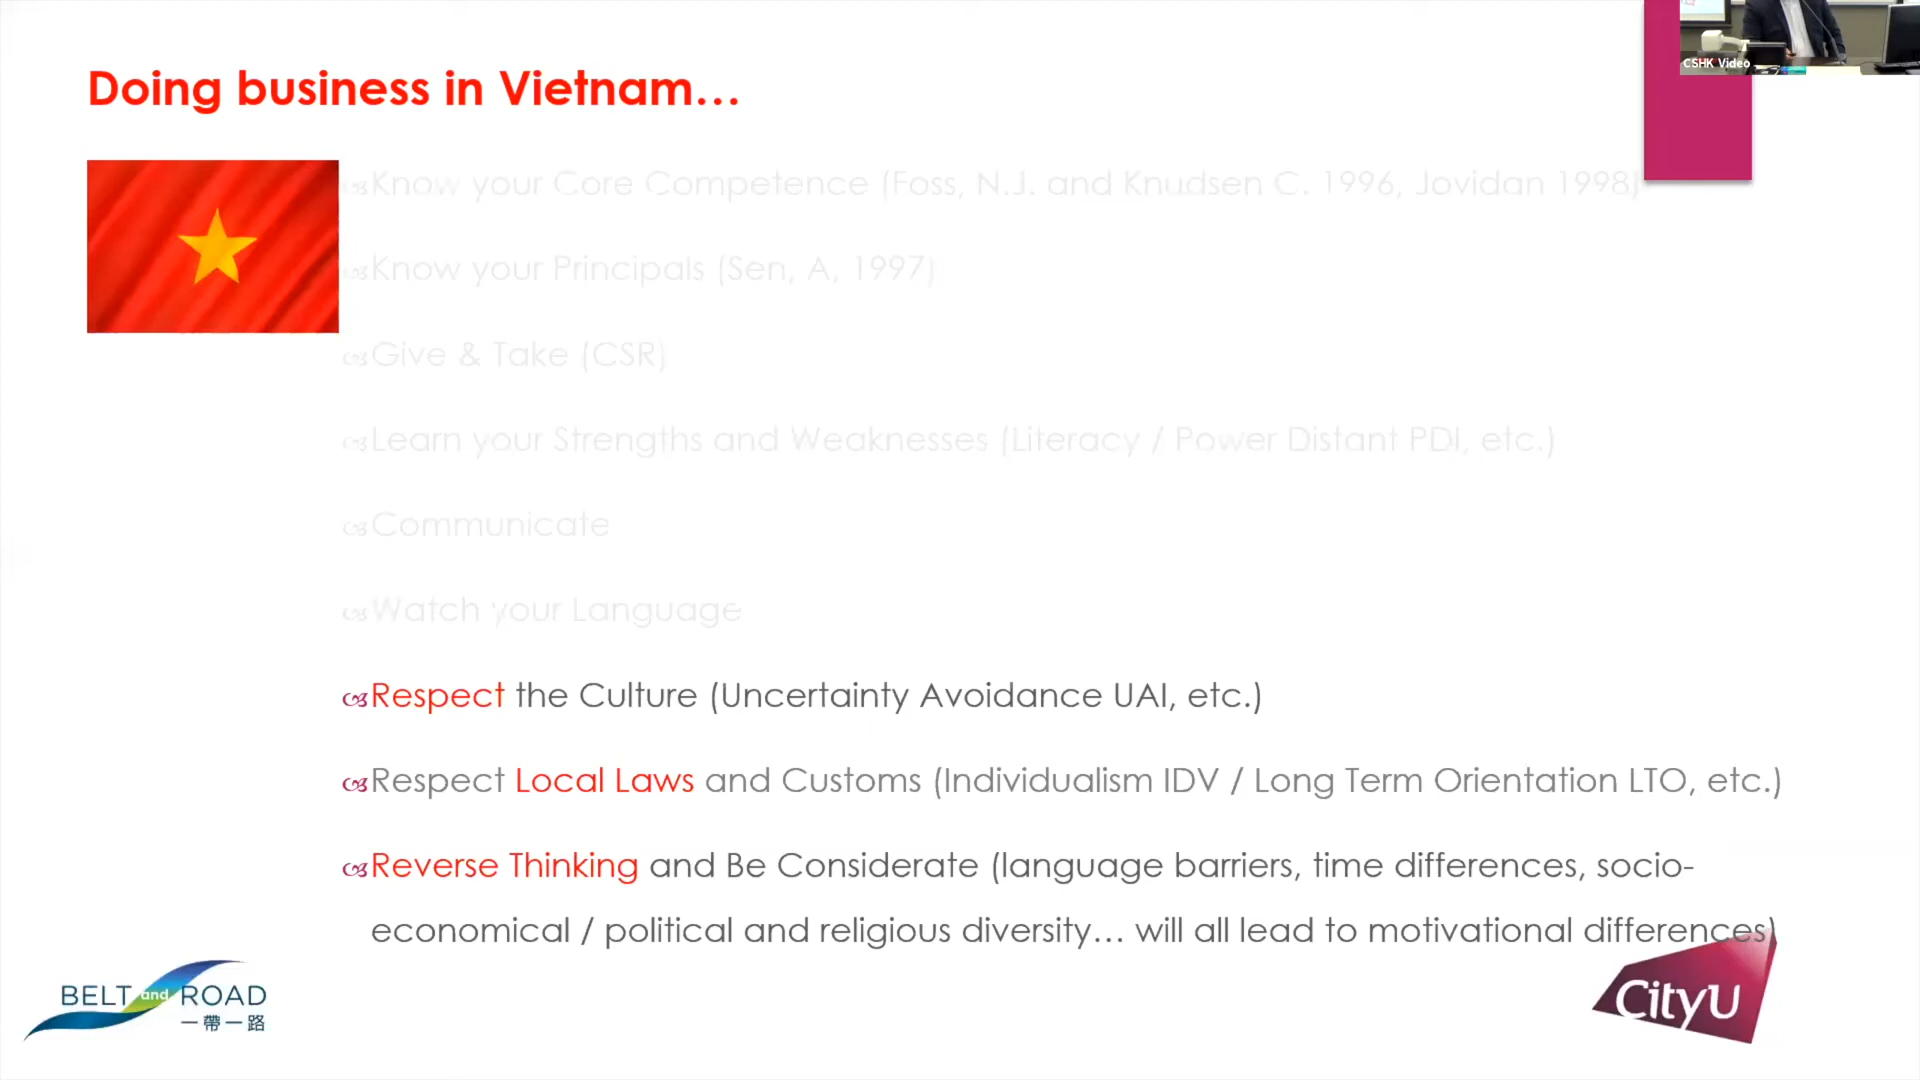 CSHK Video
Doing business in Vietnam…
Know your Core Competence (Foss, N.J. and Knudsen C. 1996, Jovidan 1998)
Know your Principals (Sen, A, 1997)
Give & Take (CSR)
Learn your Strengths and Weaknesses (Literacy / Power Distant PDI, etc.)
Communicate
Watch your Language
Respect the Culture (Uncertainty Avoidance UAI, etc.)
Respect Local Laws and Customs (Individualism IDV / Long Term Orientation LTO, etc.)
Reverse Thinking and Be Considerate (language barriers, time differences, socio-
economical / political and religious diversity… will all lead to motivational differences)
BELT and ROAD
一帶一路
CityU